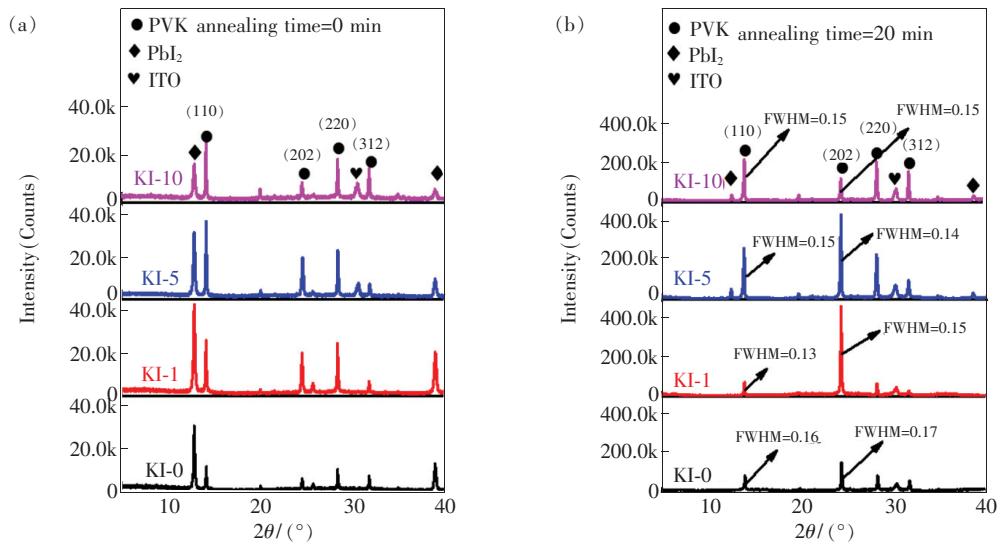 (a)
● PVK annealing time=0 min
◆ PbI₂
♥ ITO
40.0k
20.0k
0
(110)
(202)
(220)
(312)
KI-10
40.0k
20.0k
0
KI-5
40.0k
20.0k
0
KI-1
40.0k
20.0k
0
KI-0
Intensity(Counts)
10 20 30 40
2θ/(°)
(b)
● PVK annealing time=20 min
◆ PbI₂
♥ ITO
400.0k
200.0k
0
(110)
FWHM=0.15
(202)
(220)
FWHM=0.15
(312)
KI-10
400.0k
200.0k
0
KI-5
FWHM=0.15
FWHM=0.14
400.0k
200.0k
0
KI-1
FWHM=0.13
FWHM=0.15
400.0k
200.0k
0
KI-0
FWHM=0.16
FWHM=0.17
Intensity(Counts)
10 20 30 40
2θ/(°)